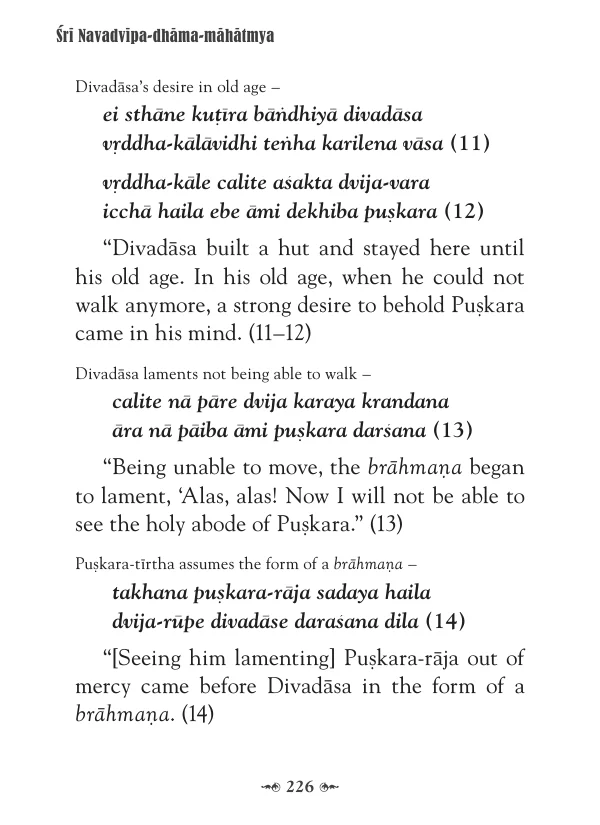 Śrī Navadvīpa-dhāma-māhātmya
Divadāsa’s desire in old age –
ei sthāne kuṭīra bāṅdhiyā divadāsa
vṛddha-kālāvidhi teṅha karilena vāsa (11)
vṛddha-kāle calite aśakta dvija-vara
icchā haila ebe āmi dekhiba puṣkara (12)
“Divadāsa built a hut and stayed here until
his old age. In his old age, when he could not
walk anymore, a strong desire to behold Puṣkara
came in his mind. (11–12)
Divadāsa laments not being able to walk –
calite nā pāre dvija karaya krandana
āra nā pāiba āmi puṣkara darśana (13)
“Being unable to move, the brāhmaṇa began
to lament, ‘Alas, alas! Now I will not be able to
see the holy abode of Puṣkara.” (13)
Puṣkara-tīrtha assumes the form of a brāhmaṇa –
takhana puṣkara-rāja sadaya haila
dvija-rūpe divadāse daraśana dila (14)
“[Seeing him lamenting] Puṣkara-rāja out of
mercy came before Divadāsa in the form of a
brāhmaṇa. (14)
226